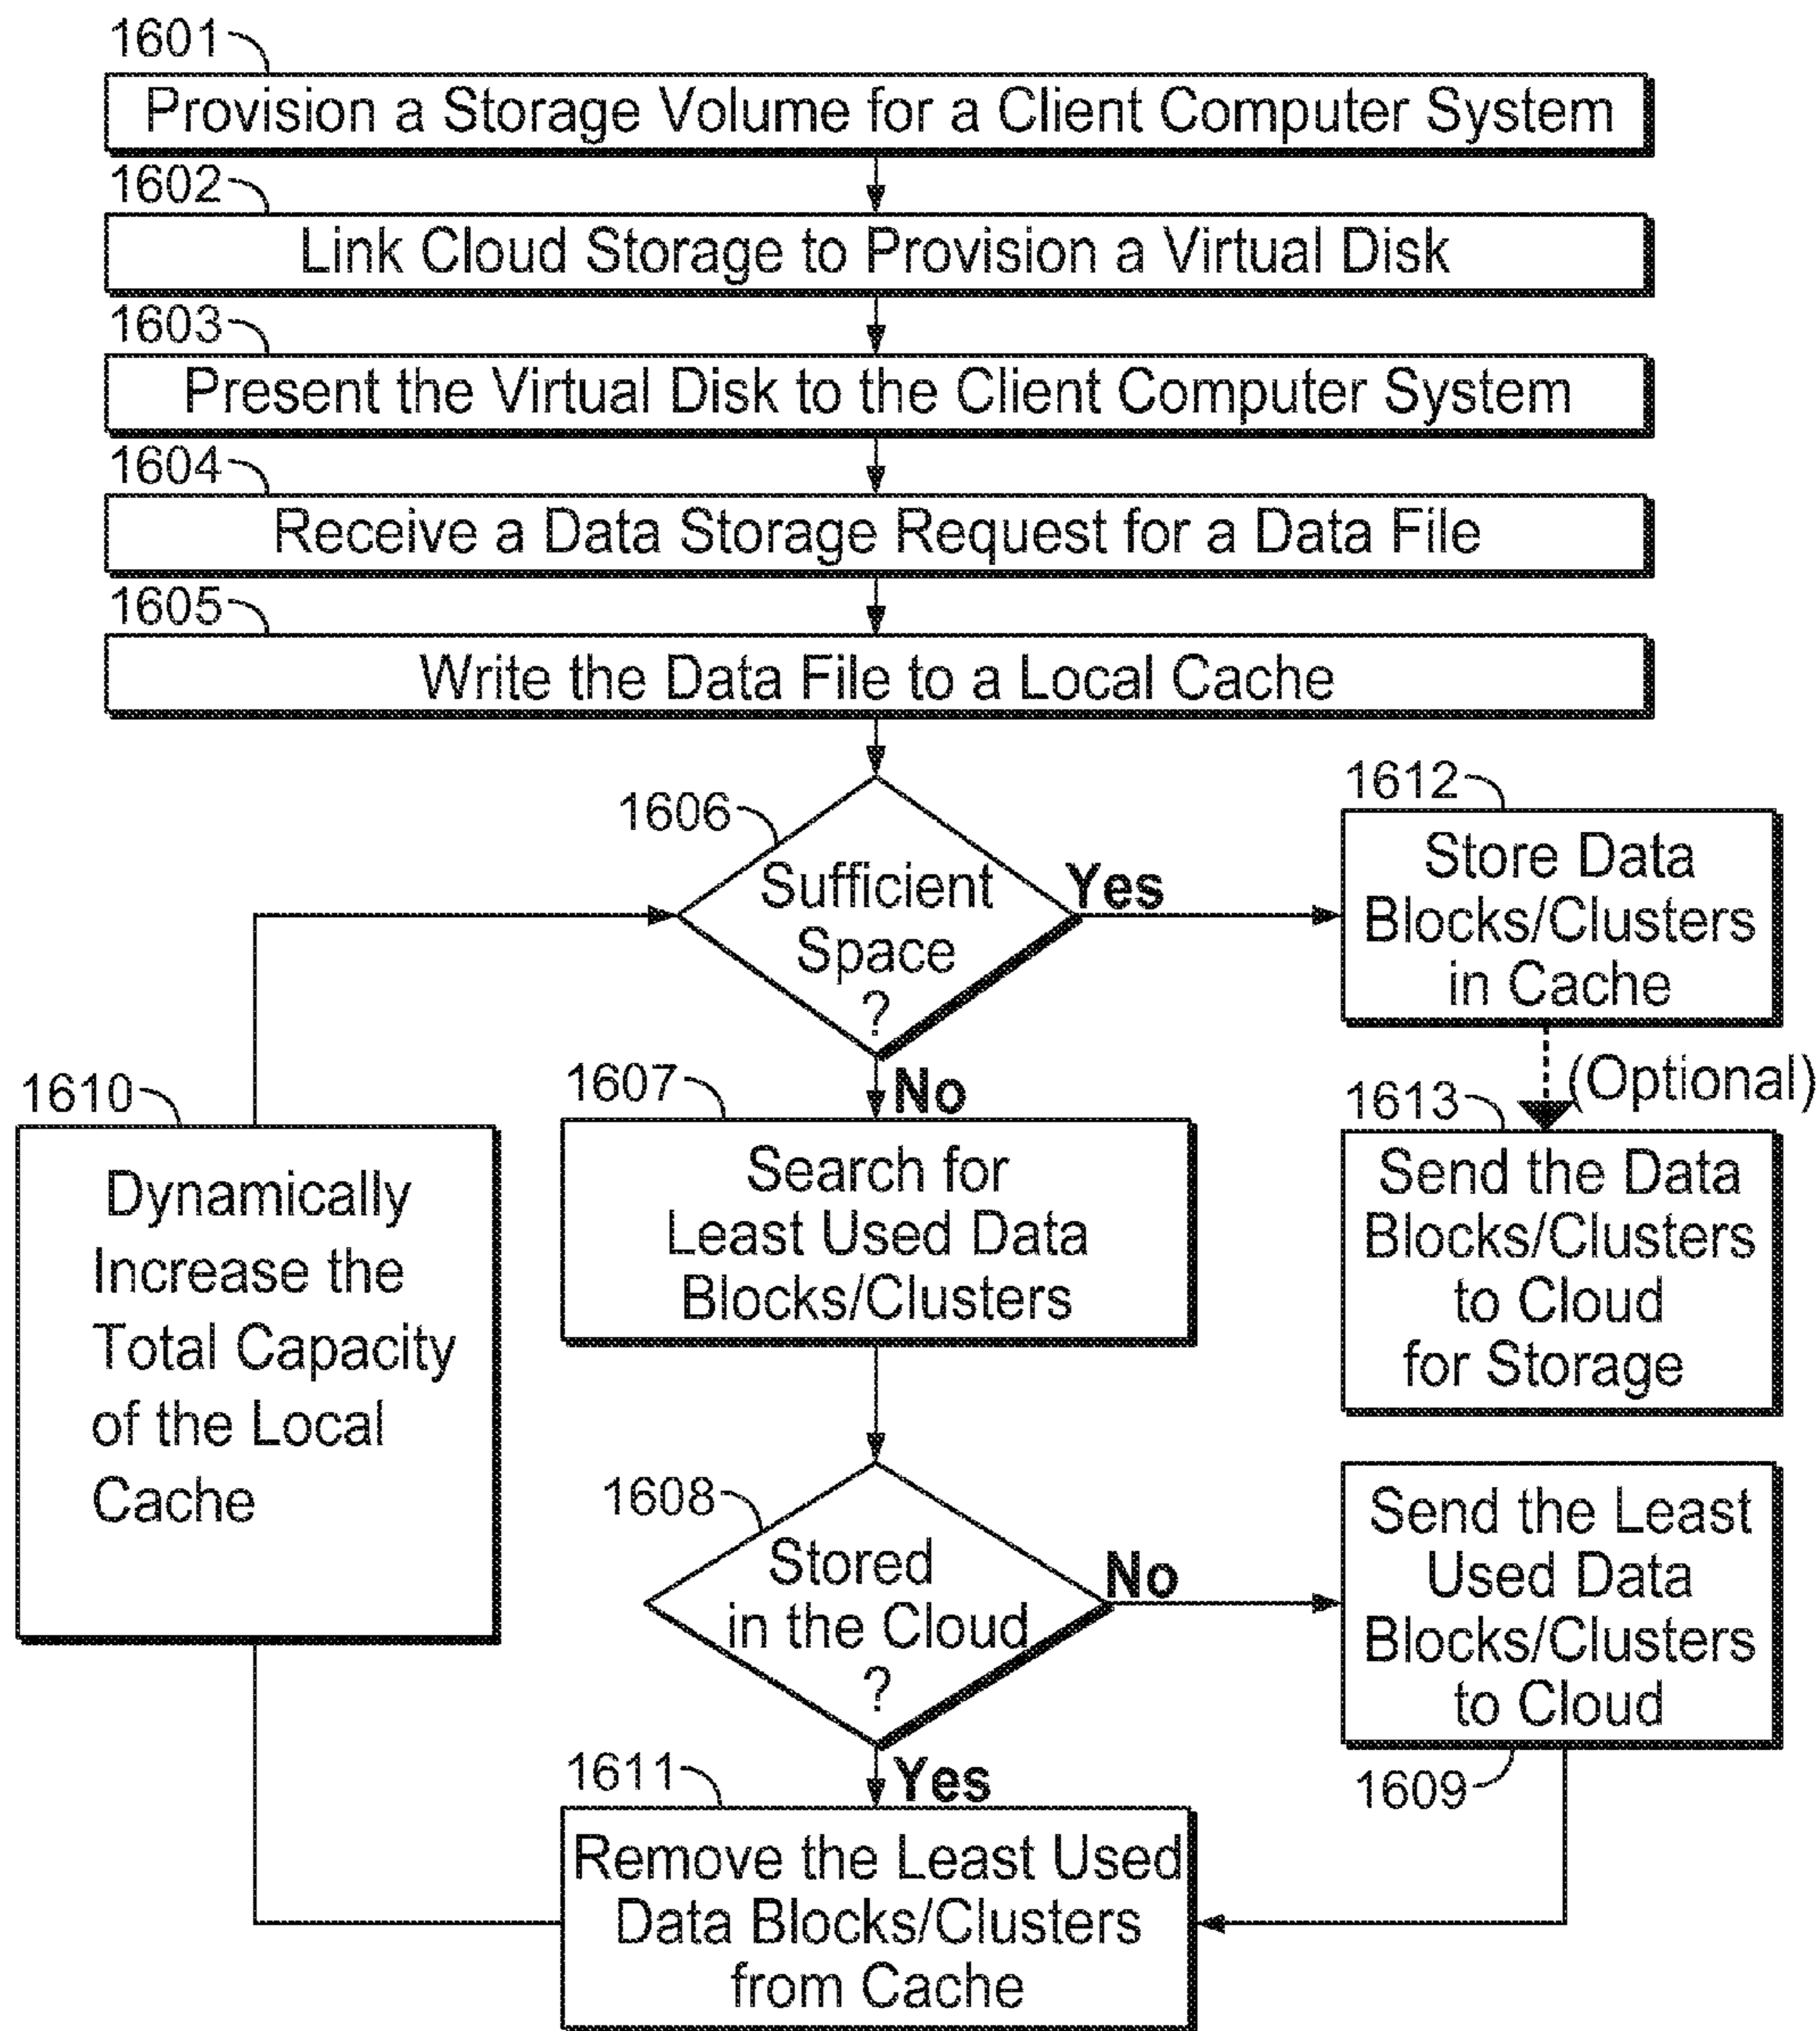 1601
Provision a Storage Volume for a Client Computer System
1602
Link Cloud Storage to Provision a Virtual Disk
1603
Present the Virtual Disk to the Client Computer System
1604
Receive a Data Storage Request for a Data File
1605
Write the Data File to a Local Cache
1606
Sufficient
Space
?
Yes
No
1612
Store Data
Blocks/Clusters
in Cache
(Optional)
1613
Send the Data
Blocks/Clusters
to Cloud
for Storage
1607
Search for
Least Used Data
Blocks/Clusters
1610
Dynamically
Increase the
Total Capacity
of the Local
Cache
1608
Stored
in the Cloud
?
No
Yes
Send the Least
Used Data
Blocks/Clusters
to Cloud
1609
1611
Remove the Least Used
Data Blocks/Clusters
from Cache